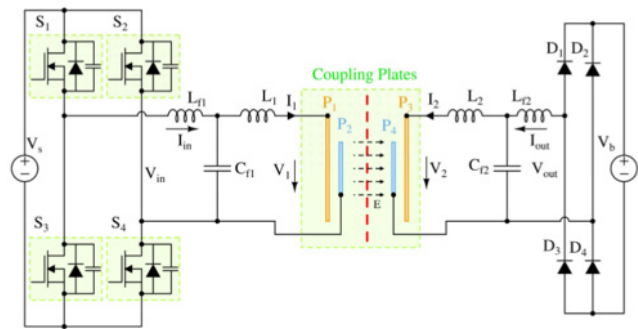 S1 S2
Coupling Plates
D1 D2
Lf1 L1 I1 P1 P3 I2 L2 Lf2
P2 P4
Iin Iout
Vs Vin Cf1 V1 V2 Cf2 Vout Vb
E
S3 S4
D3 D4